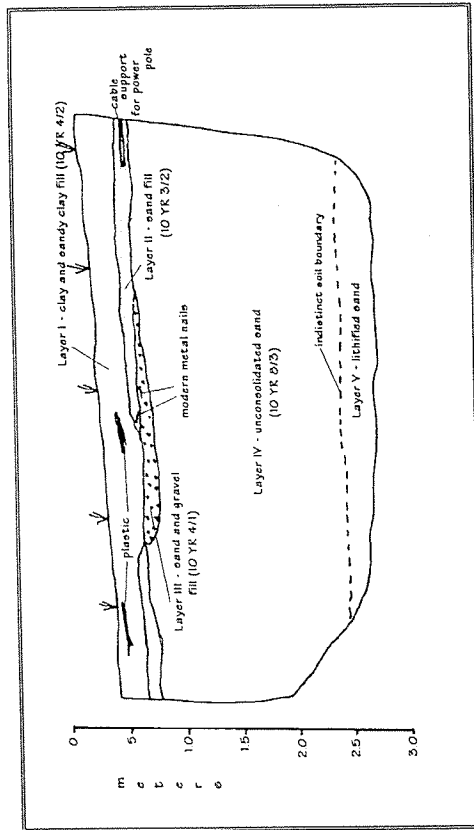 Layer I - clay and sandy clay fill (10 YR 4/2)
cable
support
for power
pole
Layer II - sand fill
(10 YR 3/2)
plastic
modern metal nails
Layer III - sand and gravel
fill (10 YR 4/1)
Layer IV - unconsolidated sand
(10 YR 8/3)
indistinct soil boundary
Layer V - lithified sand
0
.5
1.0
1.5
2.0
2.5
3.0
m
e
t
e
r
s